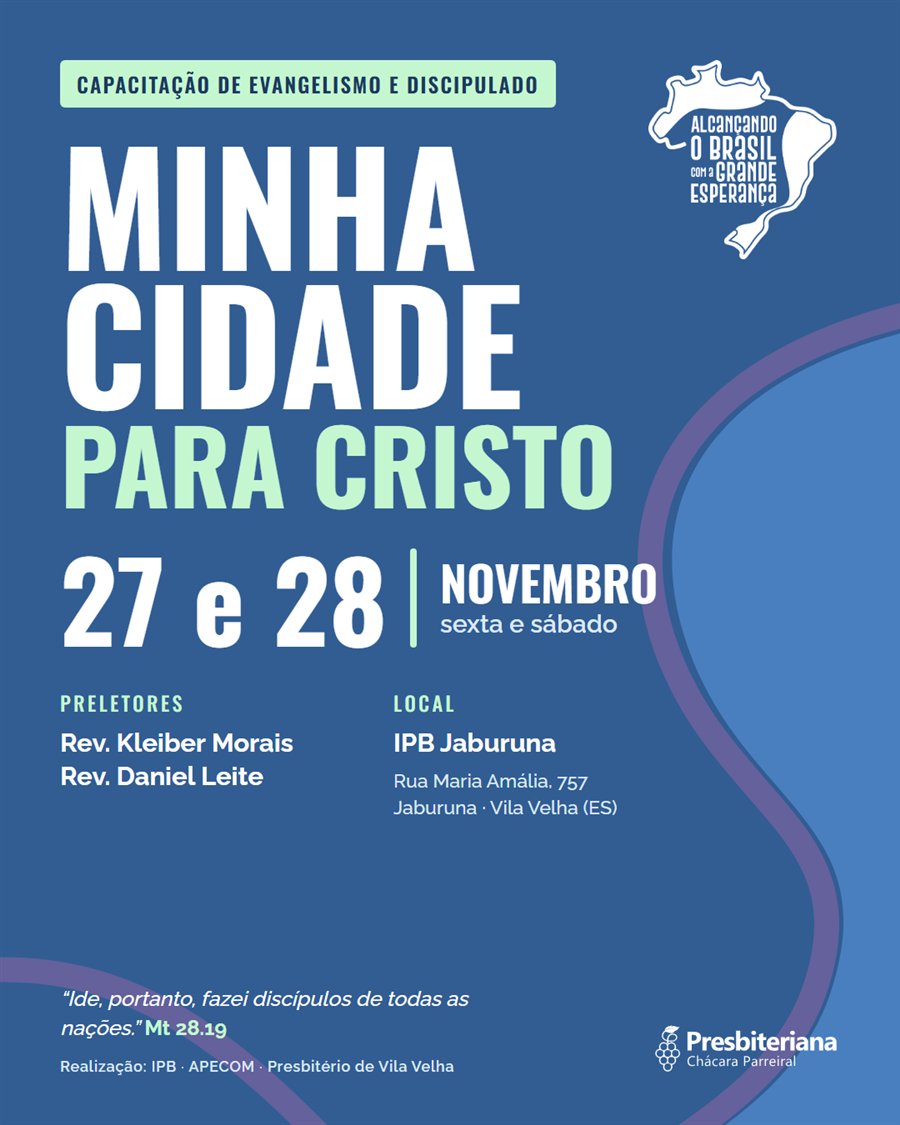 CAPACITAÇÃO DE EVANGELISMO E DISCIPULADO
ALCANÇANDO
O BRASIL
COM A GRANDE
ESPERANÇA
MINHA
CIDADE
PARA CRISTO
27 e 28
NOVEMBRO
sexta e sábado
PRELETORES
Rev. Kleiber Morais
Rev. Daniel Leite
LOCAL
IPB Jaburuna
Rua Maria Amália, 757
Jaburuna · Vila Velha (ES)
“Ide, portanto, fazei discípulos de todas as
nações.” Mt 28.19
Realização: IPB · APECOM · Presbitério de Vila Velha
Presbiteriana
Chácara Parreiral